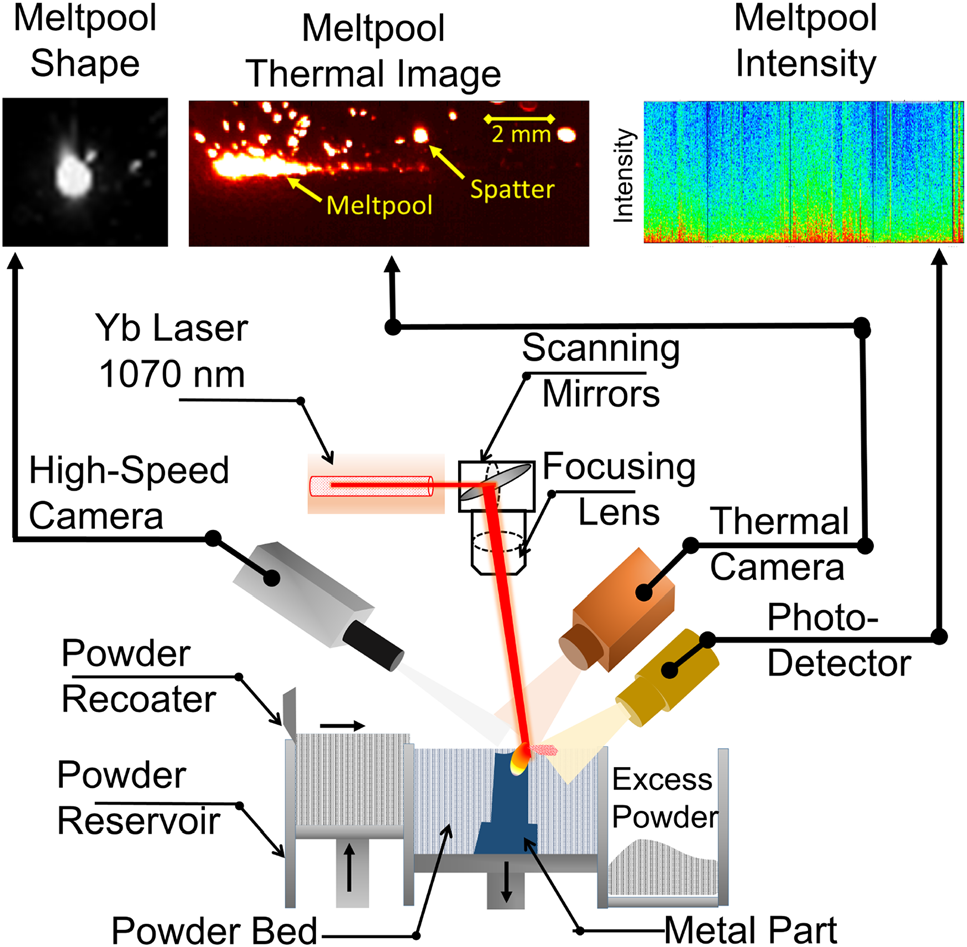 Meltpool
Shape
Meltpool
Thermal Image
Meltpool
Intensity
2 mm
Spatter
Meltpool
Intensity
Yb Laser
1070 nm
Scanning
Mirrors
High-Speed
Camera
Focusing
Lens
Thermal
Camera
Photo-
Detector
Powder
Recoater
Powder
Reservoir
Excess
Powder
Powder Bed
Metal Part